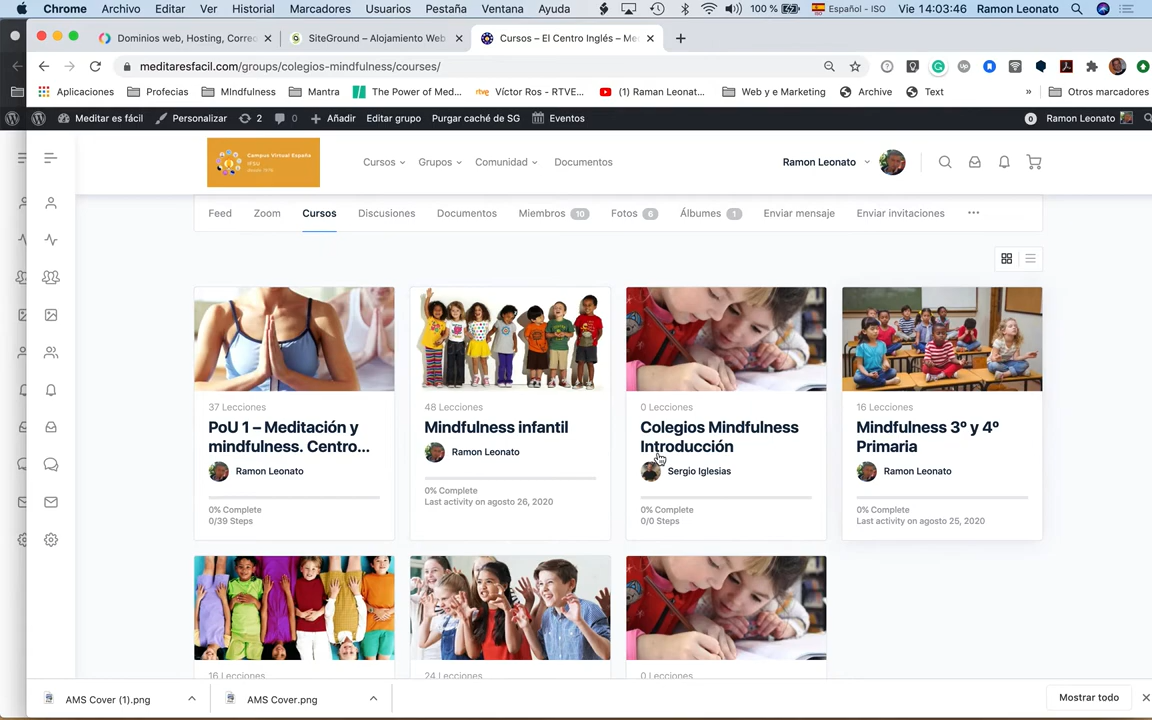 Chrome Archivo Editar Ver Historial Marcadores Usuarios Pestaña Ventana Ayuda 100 % Español - ISO Vie 14:03:46 Ramon Leonato
Dominios web, Hosting, Correo SiteGround – Alojamiento Web Cursos – El Centro Inglés – Me
meditaresfacil.com/groups/colegios-mindfulness/courses/
Aplicaciones Profecias MIndfulness Mantra The Power of Med... Víctor Ros - RTVE... (1) Ramon Leonat... Web y e Marketing Archive Text » Otros marcadores
Meditar es fácil Personalizar 2 0 Añadir Editar grupo Purgar caché de SG Eventos 0 Ramon Leonato
Campus Virtual España
Cursos Grupos Comunidad Documentos Ramon Leonato
Feed Zoom Cursos Discusiones Documentos Miembros 10 Fotos 6 Álbumes 1 Enviar mensaje Enviar invitaciones ...
37 Lecciones
PoU 1 – Meditación y
mindfulness. Centro...
Ramon Leonato
0% Complete
0/39 Steps
48 Lecciones
Mindfulness infantil
Ramon Leonato
0% Complete
Last activity on agosto 26, 2020
0 Lecciones
Colegios Mindfulness
Introducción
Sergio Iglesias
0% Complete
0/0 Steps
16 Lecciones
Mindfulness 3º y 4º
Primaria
Ramon Leonato
0% Complete
Last activity on agosto 25, 2020
16 Lecciones
24 Lecciones
0 Lecciones
AMS Cover (1).png AMS Cover.png Mostrar todo